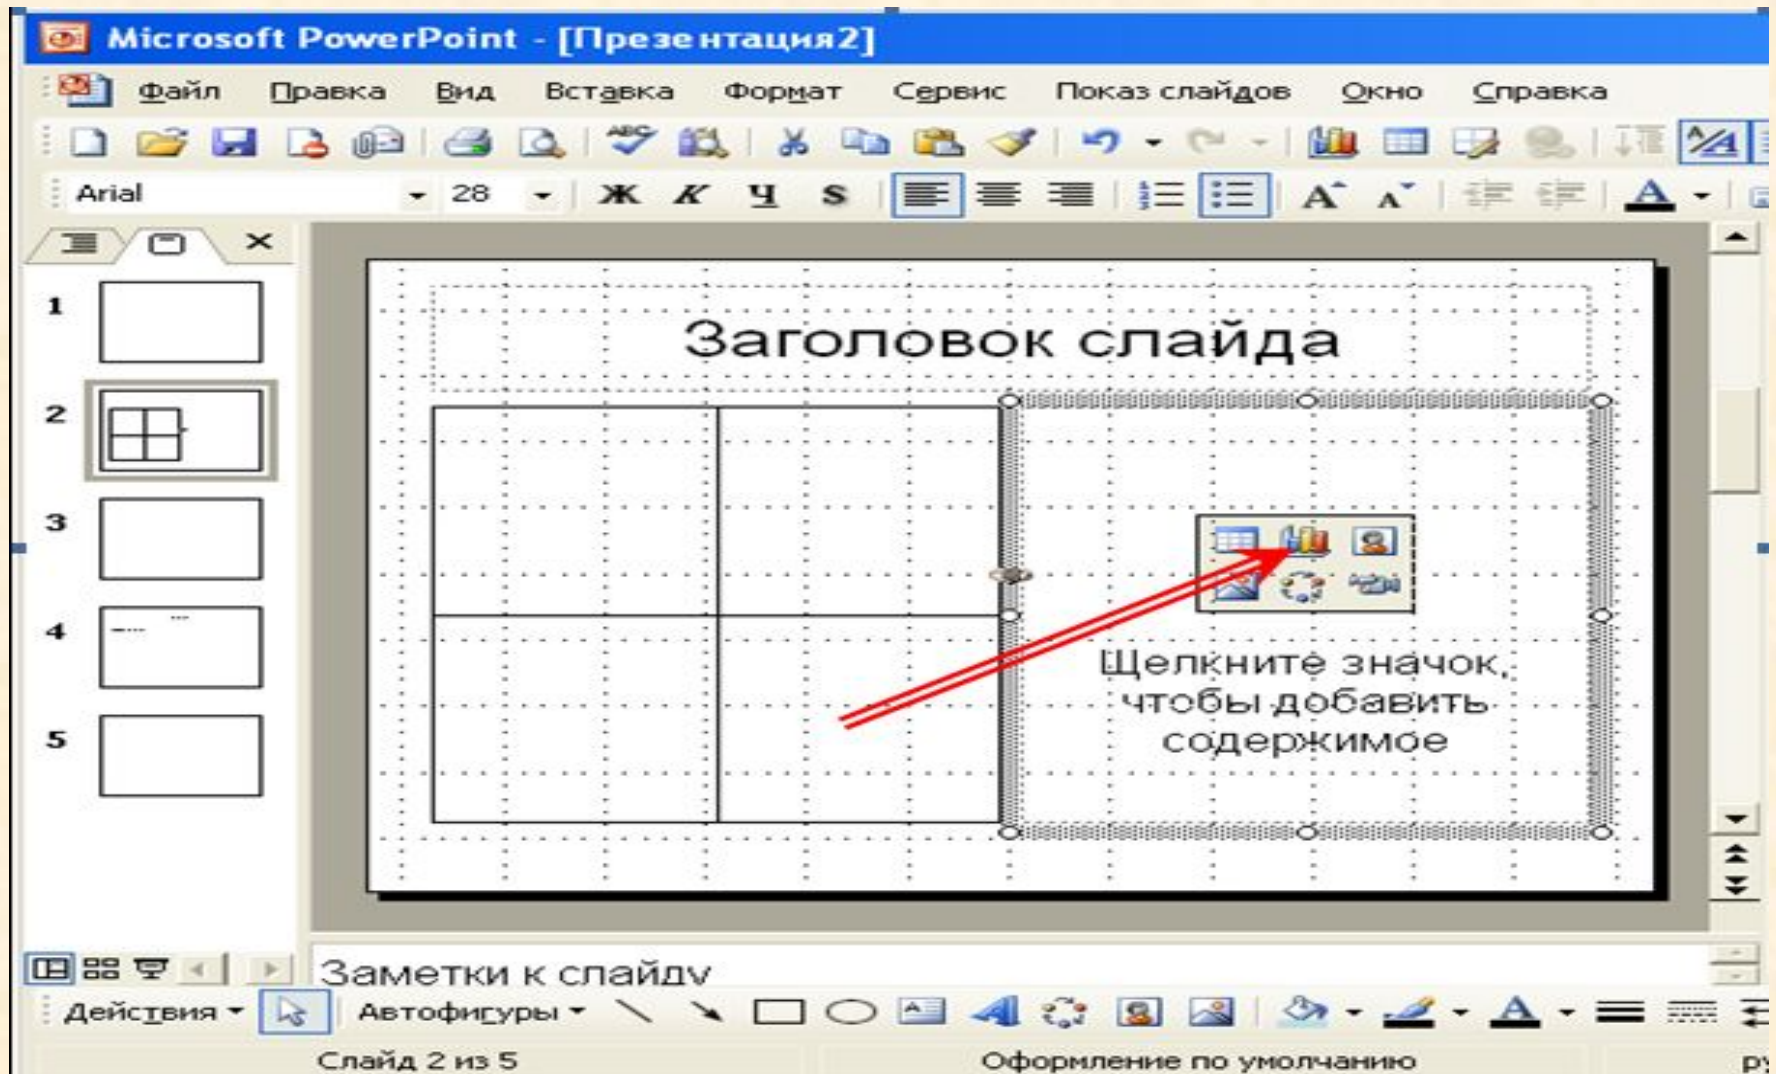 Microsoft PowerPoint - [Презентация2]
Файл Правка Вид Вставка Формат Сервис Показ слайдов Окно Справка
ABC
Arial 28 Ж К Ч S A A A
1
2
3
4
5
Заголовок слайда
Щелкните значок,
чтобы добавить
содержимое
Заметки к слайду
Действия Автофигуры
Слайд 2 из 5 Оформление по умолчанию